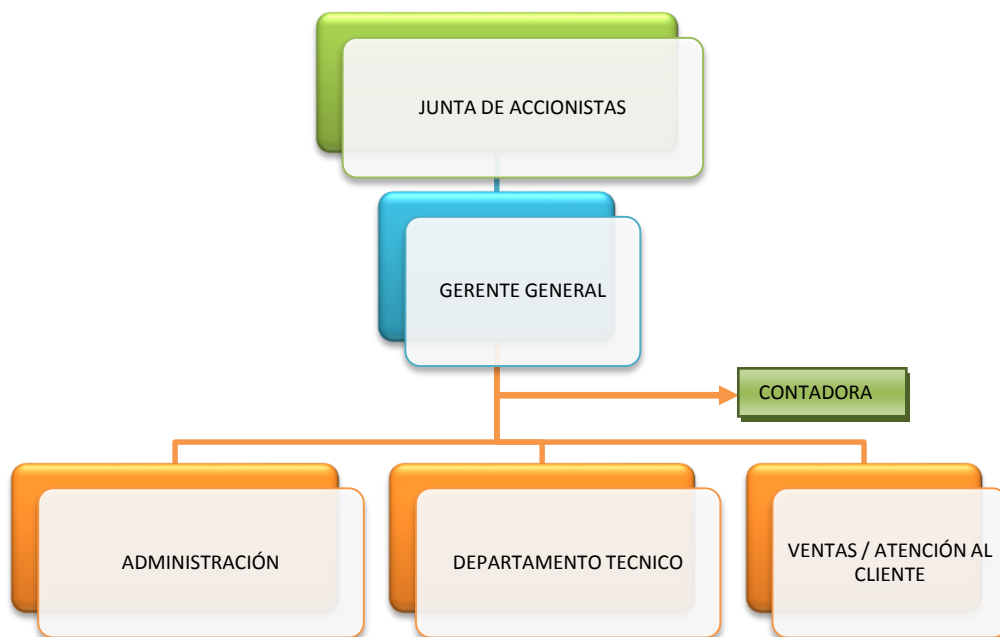 JUNTA DE ACCIONISTAS
GERENTE GENERAL
CONTADORA
ADMINISTRACIÓN
DEPARTAMENTO TECNICO
VENTAS / ATENCIÓN AL
CLIENTE